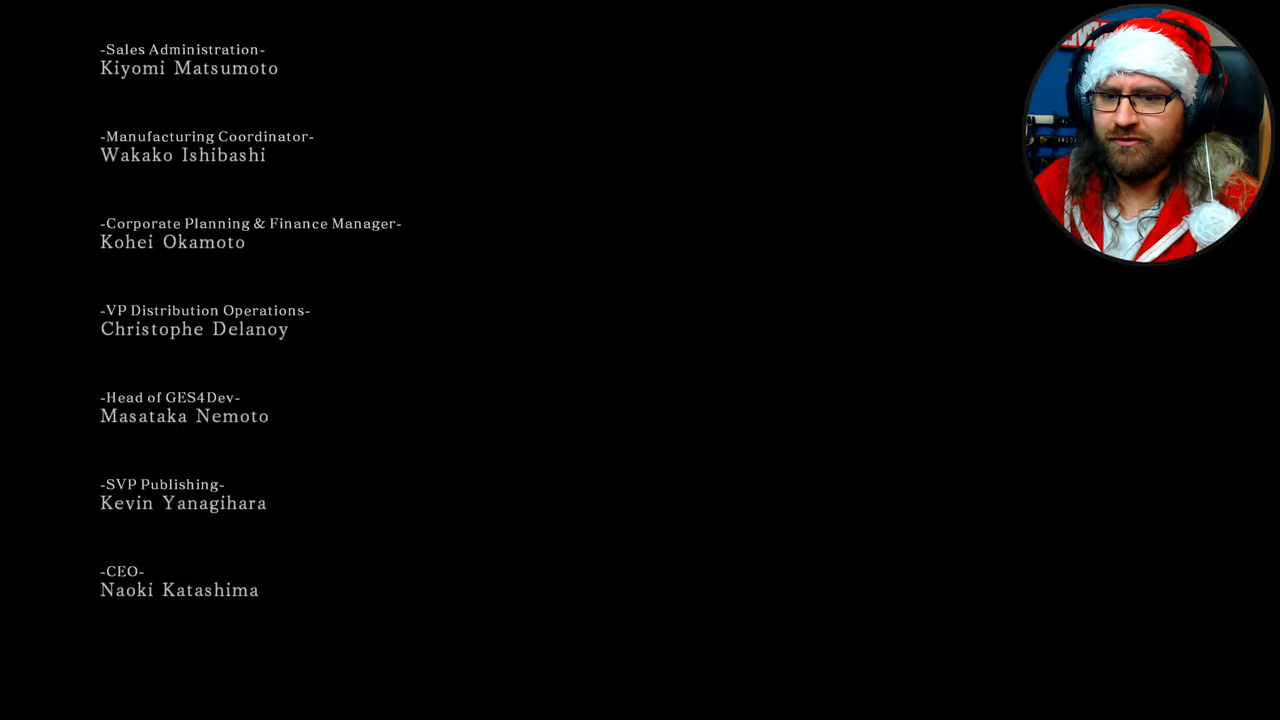 -Sales Administration-
Kiyomi Matsumoto
-Manufacturing Coordinator-
Wakako Ishibashi
-Corporate Planning & Finance Manager-
Kohei Okamoto
-VP Distribution Operations-
Christophe Delanoy
-Head of GES4Dev-
Masataka Nemoto
-SVP Publishing-
Kevin Yanagihara
-CEO-
Naoki Katashima